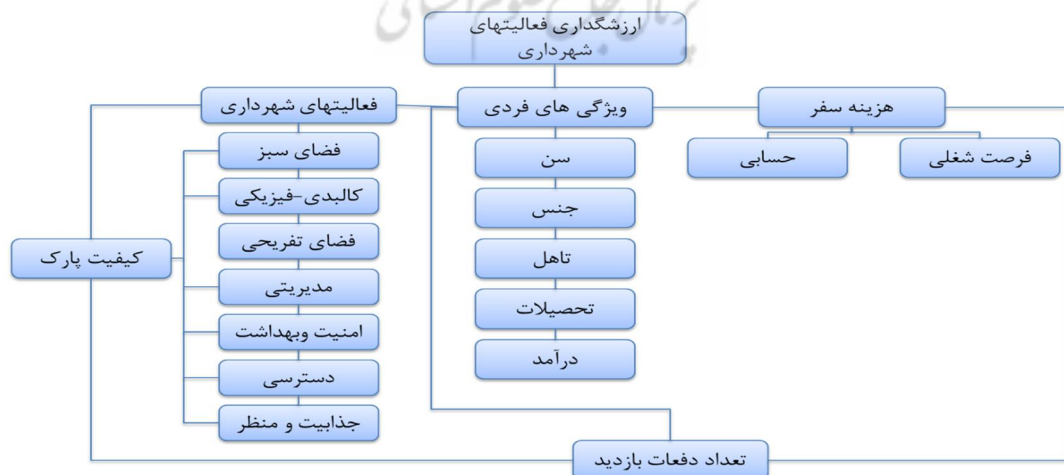 ارزشگذاری فعالیتهای
شهرداری
هزینه سفر
ویژگی های فردی
فعالیتهای شهرداری
فرصت شغلی
حسابی
سن
جنس
تاهل
تحصیلات
درآمد
فضای سبز
کالبدی-فیزیکی
فضای تفریحی
مدیریتی
امنیت وبهداشت
دسترسی
جذابیت و منظر
کیفیت پارک
تعداد دفعات بازدید